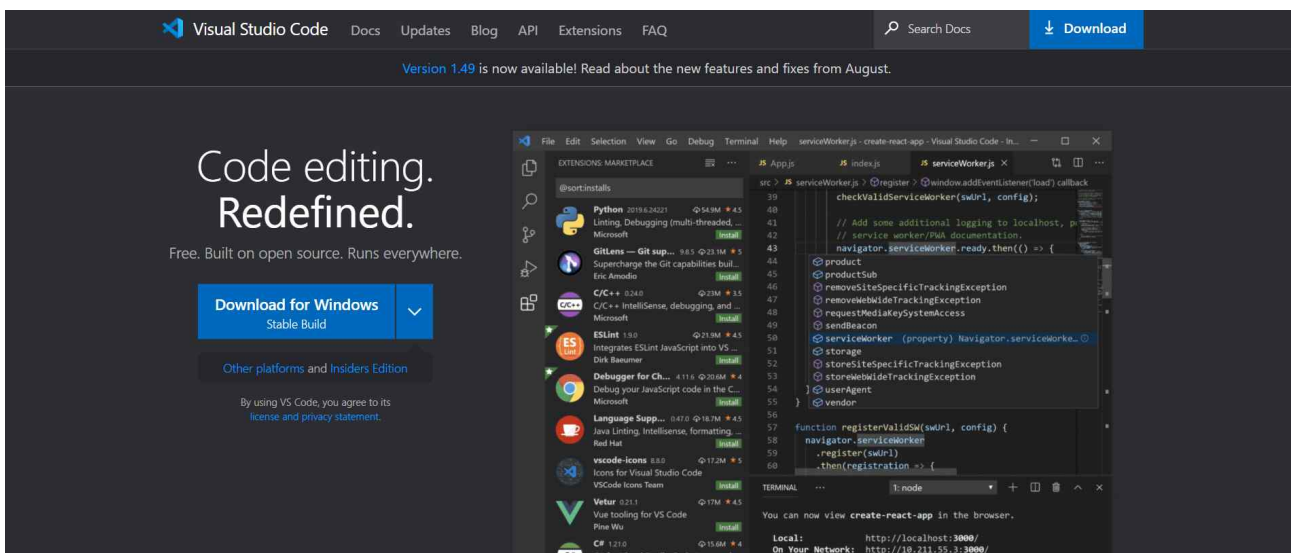 Visual Studio Code Docs Updates Blog API Extensions FAQ Search Docs Download
Version 1.49 is now available! Read about the new features and fixes from August.
Code editing.
Redefined.
Free. Built on open source. Runs everywhere.
Download for Windows
Stable Build
Other platforms and Insiders Edition
By using VS Code, you agree to its
license and privacy statement.
File Edit Selection View Go Debug Terminal Help serviceWorker.js - create-react-app - Visual Studio Code - In...
EXTENSIONS: MARKETPLACE
@sort:installs
Python 2019.6.24221 54.9M ★ 4.5
Linting, Debugging (multi-threaded, ...
Microsoft Install
GitLens — Git sup... 9.8.5 23.1M ★ 5
Supercharge the Git capabilities buil...
Eric Amodio Install
C/C++ 0.24.0 23M ★ 3.5
C/C++ IntelliSense, debugging, and ...
Microsoft Install
ESLint 1.9.0 21.9M ★ 4.5
Integrates ESLint JavaScript into VS ...
Dirk Baeumer Install
Debugger for Ch... 4.11.6 20.6M ★ 4
Debug your JavaScript code in the C...
Microsoft Install
Language Supp... 0.47.0 18.7M ★ 4.5
Java Linting, Intellisense, formatting, ...
Red Hat Install
vscode-icons 8.8.0 17.2M ★ 5
Icons for Visual Studio Code
VSCode Icons Team Install
Vetur 0.21.1 17M ★ 4.5
Vue tooling for VS Code
Pine Wu Install
C# 1.21.0 15.6M ★ 4
JS App.js JS index.js JS serviceWorker.js
src > JS serviceWorker.js > register > window.addEventListener('load') callback
39 checkValidServiceWorker(swUrl, config);
40
41 // Add some additional logging to localhost, p
42 // service worker/PWA documentation.
43 navigator.serviceWorker.ready.then(() => {
44 product
45 productSub
46 removeSiteSpecificTrackingException
47 removeWebWideTrackingException
48 requestMediaKeySystemAccess
49 sendBeacon
50 serviceWorker (property) Navigator.serviceWorke...
51 storage
52 storeSiteSpecificTrackingException
53 storeWebWideTrackingException
54 } userAgent
55 } vendor
56
57 function registerValidSW(swUrl, config) {
58 navigator.serviceWorker
59 .register(swUrl)
60 .then(registration => {
TERMINAL ... 1: node
You can now view create-react-app in the browser.
Local: http://localhost:3000/
On Your Network: http://10.211.55.3:3000/